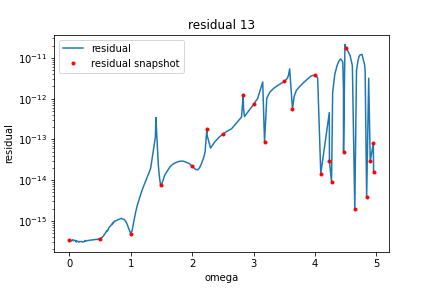 residual 13
residual
residual snapshot
residual
10⁻¹¹
10⁻¹²
10⁻¹³
10⁻¹⁴
10⁻¹⁵
0 1 2 3 4 5
omega